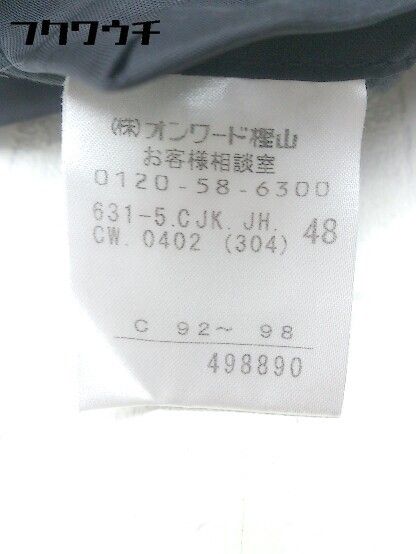 フクワウチ
(株)オンワード樫山
お客様相談室
0120-58-6300
631-5.CJK.JH.
CW.0402 (304) 48
C 92〜 98
498890